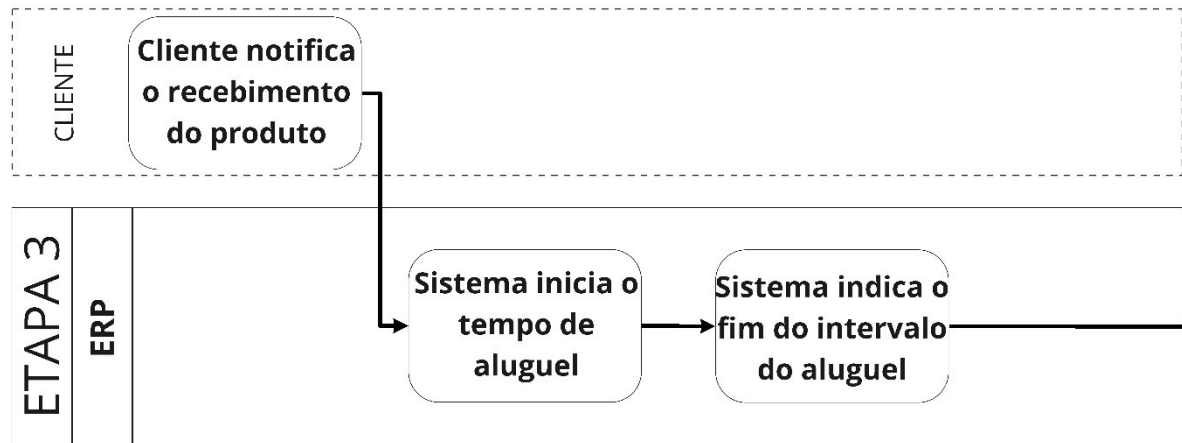 CLIENTE
Cliente notifica
o recebimento
do produto
ETAPA 3
ERP
Sistema inicia o
tempo de
aluguel
Sistema indica o
fim do intervalo
do aluguel